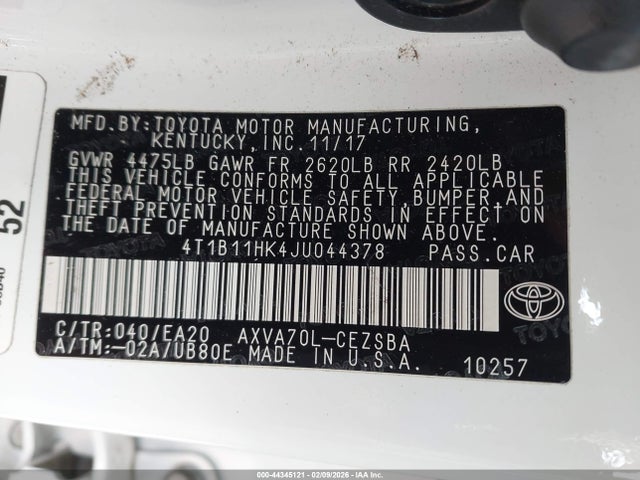 MFD.BY:TOYOTA MOTOR MANUFACTURING,
KENTUCKY,INC.11/17
GVWR 4475LB GAWR FR 2620LB RR 2420LB
THIS VEHICLE CONFORMS TO ALL APPLICABLE
FEDERAL MOTOR VEHICLE SAFETY,BUMPER,AND
THEFT PREVENTION STANDARDS IN EFFECT ON
THE DATE OF MANUFACTURE SHOWN ABOVE.
4T1B11HK4JU044378 PASS.CAR
C/TR:040/EA20 AXVA70L-CEZSBA
A/TM:-02A/UB80E MADE IN U.S.A.
10257
52
000-44345121 - 02/09/2026 - IAA Inc.